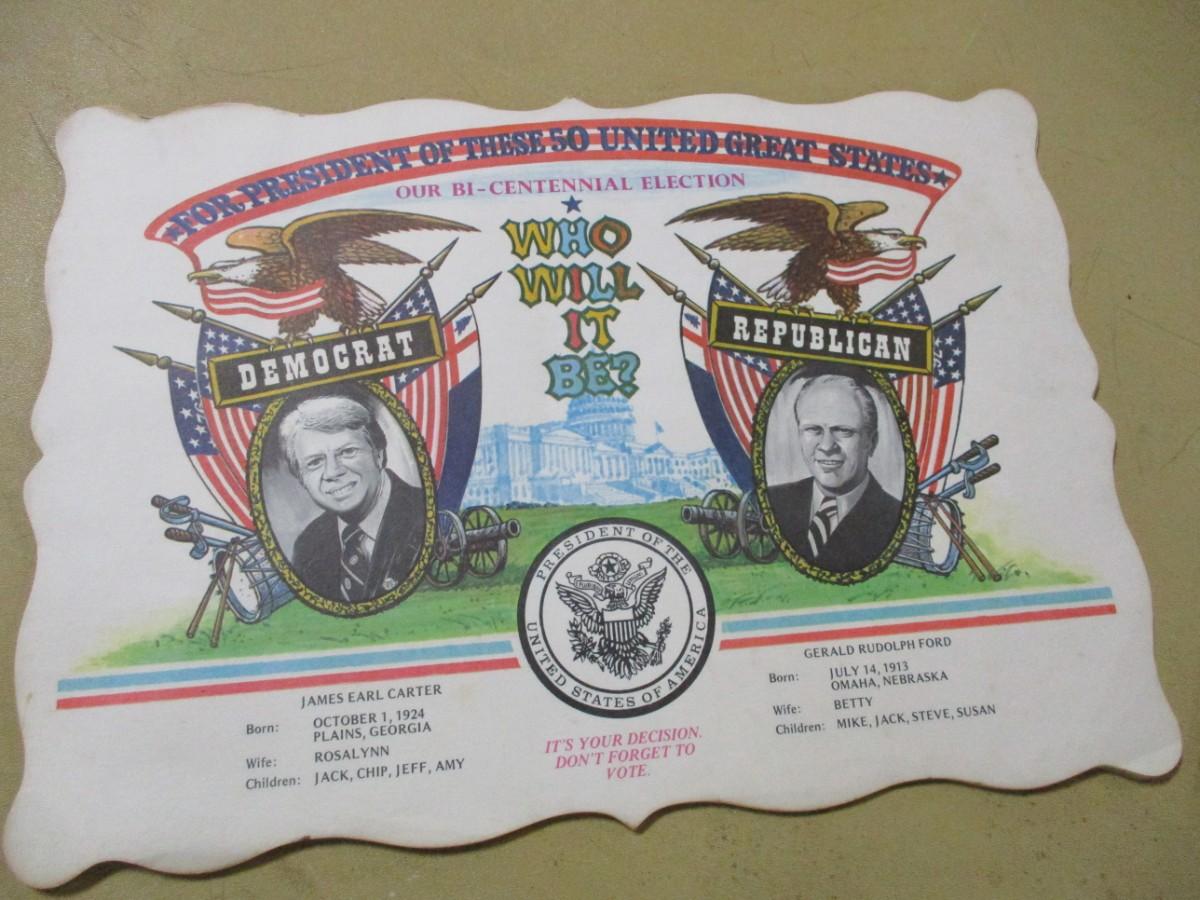 ★FOR PRESIDENT OF THESE 50 UNITED GREAT STATES★
OUR BI-CENTENNIAL ELECTION
WHO
WILL
IT
BE?
DEMOCRAT
REPUBLICAN
PRESIDENT OF THE
UNITED STATES OF AMERICA
JAMES EARL CARTER
Born: OCTOBER 1, 1924
PLAINS, GEORGIA
Wife: ROSALYNN
Children: JACK, CHIP, JEFF, AMY
IT'S YOUR DECISION.
DON'T FORGET TO
VOTE.
GERALD RUDOLPH FORD
Born: JULY 14, 1913
OMAHA, NEBRASKA
Wife: BETTY
Children: MIKE, JACK, STEVE, SUSAN